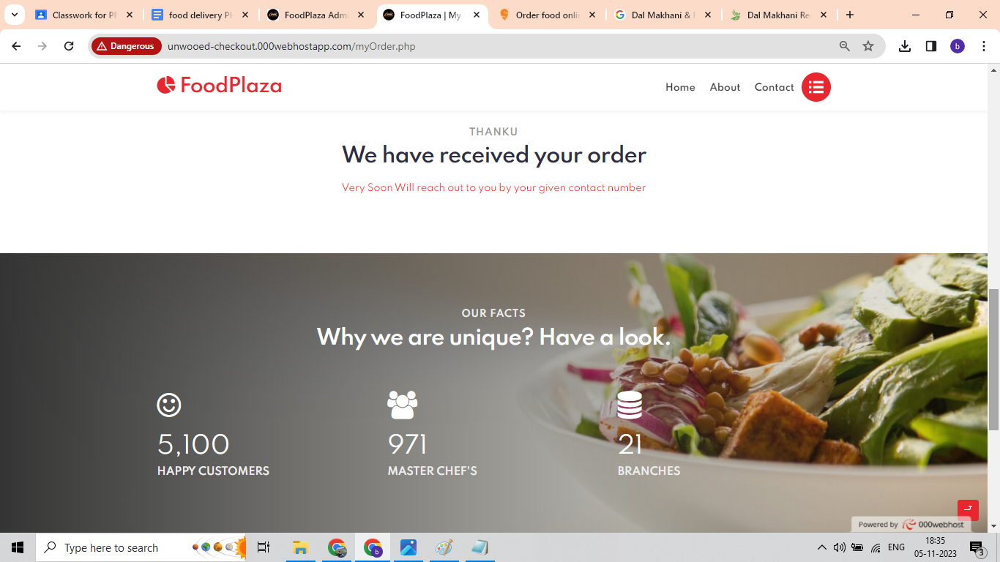 Classwork for PF
food delivery PH
FoodPlaza Adm
FoodPlaza | My
Order food onli
Dal Makhani &
Dal Makhani Re
Dangerous
unwooed-checkout.000webhostapp.com/myOrder.php
b
FoodPlaza
Home About Contact
THANKU
We have received your order
Very Soon Will reach out to you by your given contact number
OUR FACTS
Why we are unique? Have a look.
5,100 971 21
HAPPY CUSTOMERS MASTER CHEF'S BRANCHES
Powered by 000webhost
Type here to search
b
ENG
18:35
05-11-2023
3